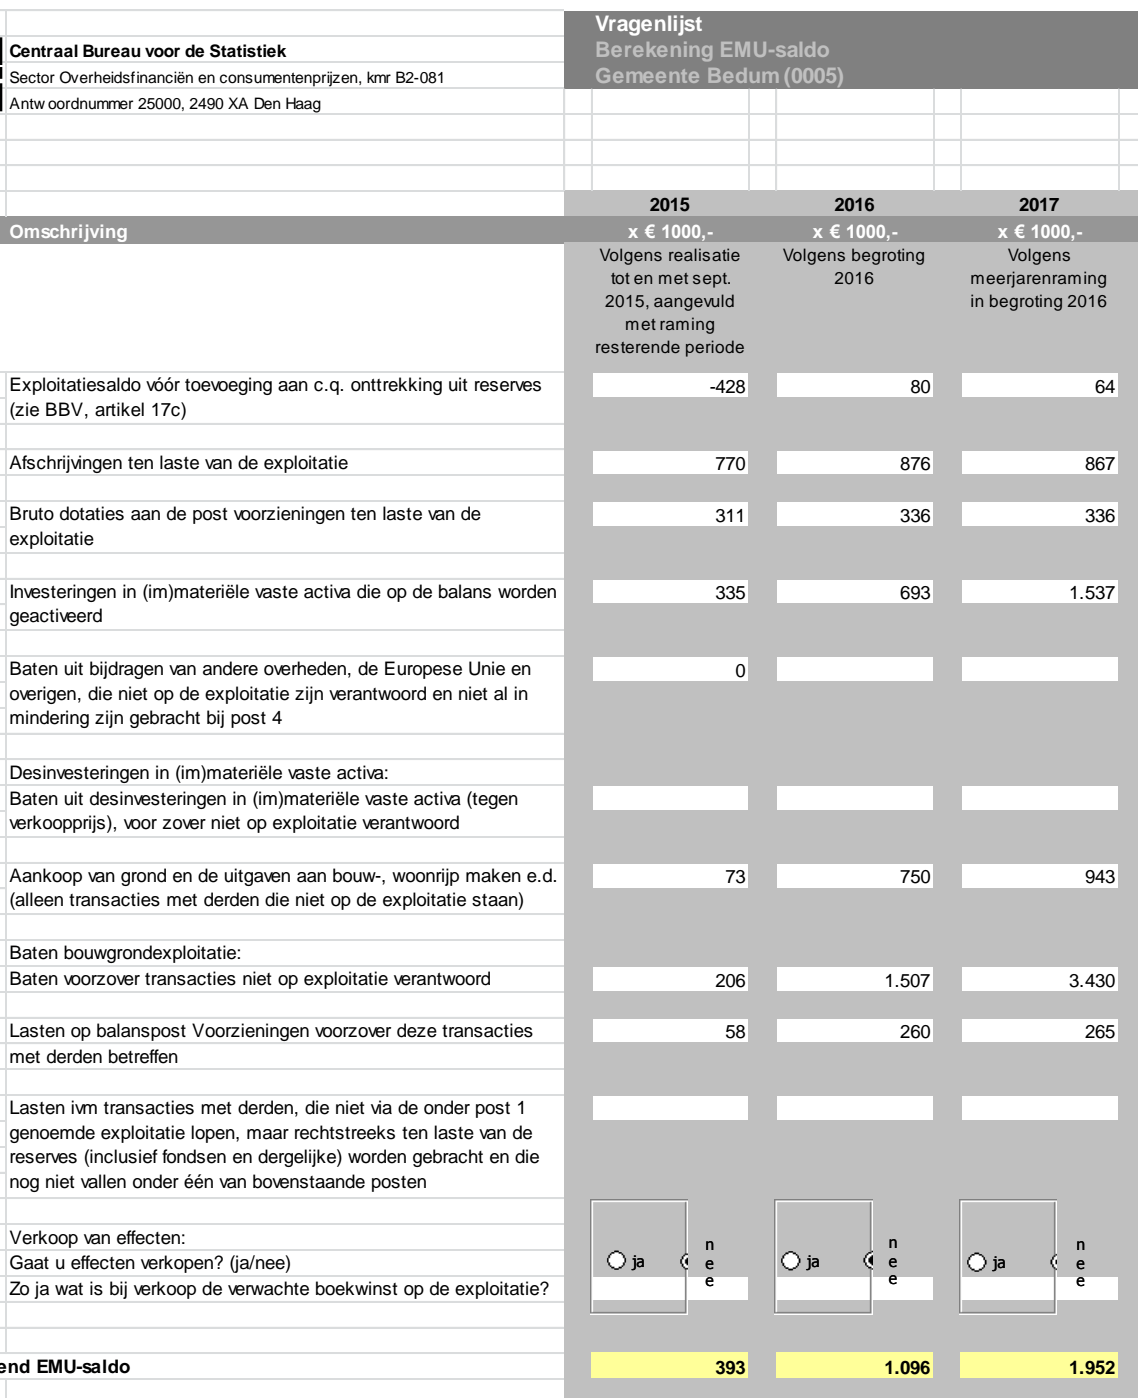 Vragenlijst
Centraal Bureau voor de Statistiek Berekening EMU-saldo
Sector Overheidsfinanciën en consumentenprijzen, kmr B2-081 Gemeente Bedum (0005)
Antwoordnummer 25000, 2490 XA Den Haag
2015 2016 2017
Omschrijving x € 1000,- x € 1000,- x € 1000,-
Volgens realisatie Volgens begroting Volgens
tot en met sept. 2016 meerjarenraming
2015, aangevuld in begroting 2016
met raming
resterende periode
Exploitatiesaldo vóór toevoeging aan c.q. onttrekking uit reserves -428 80 64
(zie BBV, artikel 17c)
Afschrijvingen ten laste van de exploitatie 770 876 867
Bruto dotaties aan de post voorzieningen ten laste van de 311 336 336
exploitatie
Investeringen in (im)materiële vaste activa die op de balans worden 335 693 1.537
geactiveerd
Baten uit bijdragen van andere overheden, de Europese Unie en 0
overigen, die niet op de exploitatie zijn verantwoord en niet al in
mindering zijn gebracht bij post 4
Desinvesteringen in (im)materiële vaste activa:
Baten uit desinvesteringen in (im)materiële vaste activa (tegen
verkoopprijs), voor zover niet op exploitatie verantwoord
Aankoop van grond en de uitgaven aan bouw-, woonrijp maken e.d. 73 750 943
(alleen transacties met derden die niet op de exploitatie staan)
Baten bouwgrondexploitatie:
Baten voorzover transacties niet op exploitatie verantwoord 206 1.507 3.430
Lasten op balanspost Voorzieningen voorzover deze transacties 58 260 265
met derden betreffen
Lasten ivm transacties met derden, die niet via de onder post 1
genoemde exploitatie lopen, maar rechtstreeks ten laste van de
reserves (inclusief fondsen en dergelijke) worden gebracht en die
nog niet vallen onder één van bovenstaande posten
Verkoop van effecten:
Gaat u effecten verkopen? (ja/nee) ja nee ja nee ja nee
Zo ja wat is bij verkoop de verwachte boekwinst op de exploitatie?
end EMU-saldo 393 1.096 1.952